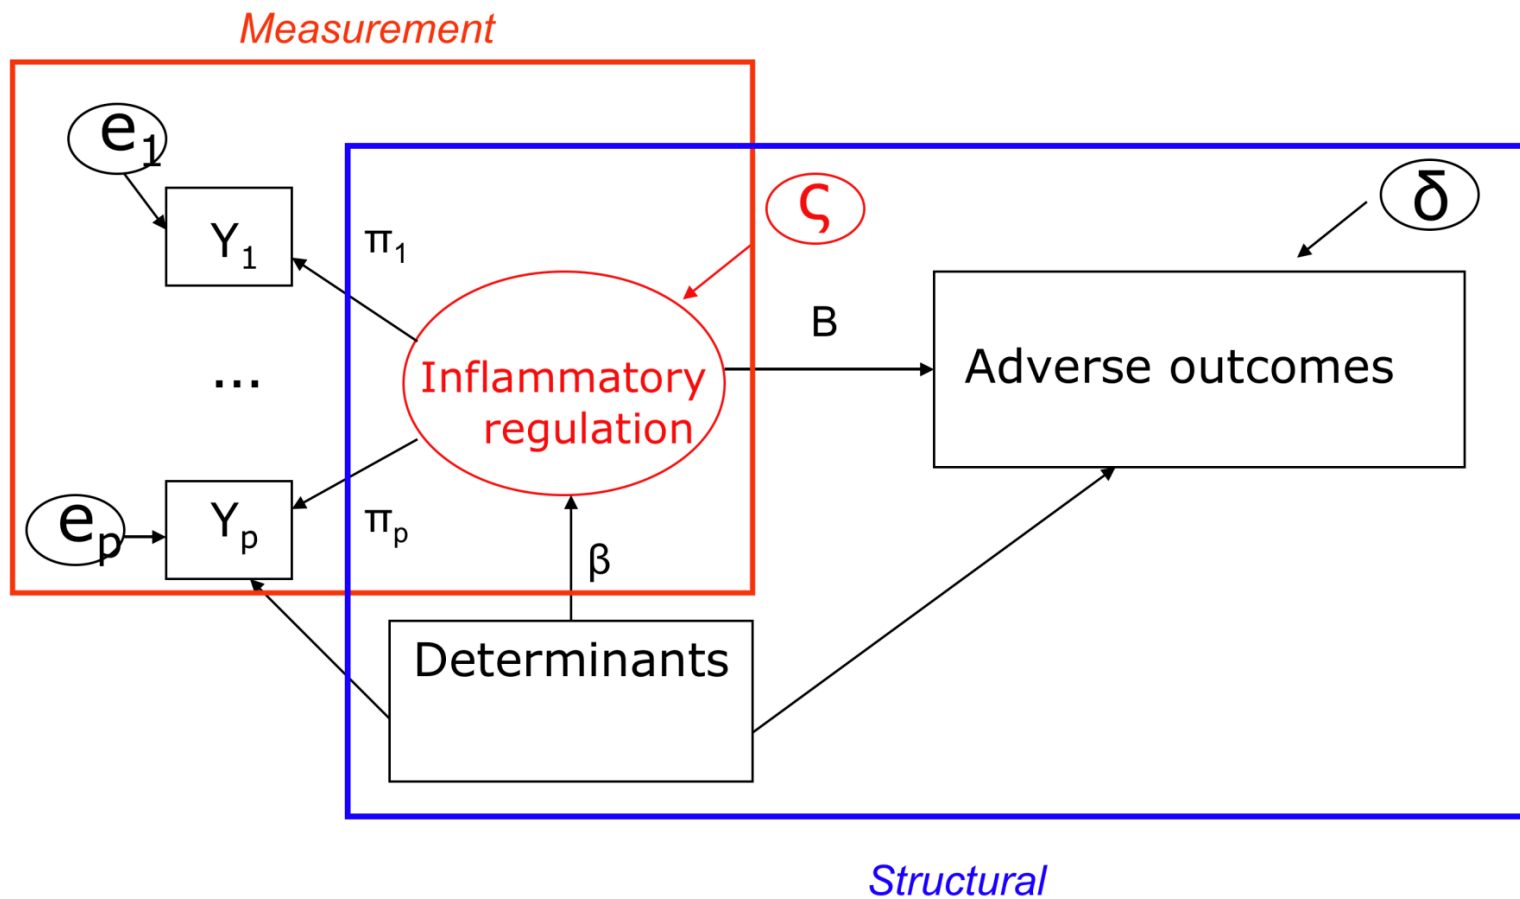 Measurement
e1
Y1
π1
ς
δ
B
Adverse outcomes
...
Inflammatory
regulation
ep
Yp
πp
β
Determinants
Structural